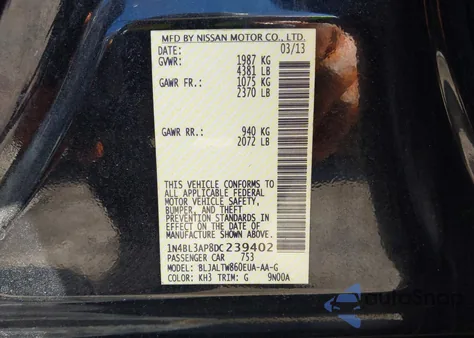 MFD BY NISSAN MOTOR CO., LTD.
DATE: 03/13
GVWR: 1987 KG
4381 LB
GAWR FR.: 1075 KG
2370 LB
GAWR RR.: 940 KG
2072 LB
THIS VEHICLE CONFORMS TO
ALL APPLICABLE FEDERAL
MOTOR VEHICLE SAFETY,
BUMPER, AND THEFT
PREVENTION STANDARDS
IN EFFECT ON THE DATE OF
MANUFACTURE SHOWN ABOVE.
1N4BL3AP8DC239402
PASSENGER CAR 753
MODEL: BLJALTW860EUA-AA-G
COLOR: KH3 TRIM: G 9N00A
AutoSnap